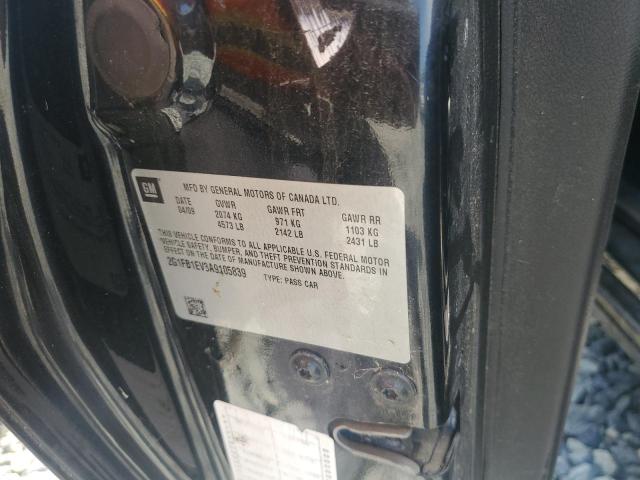 GM
MFD BY GENERAL MOTORS OF CANADA LTD.
DATE GVWR GAWR FRT GAWR RR
04/09 2074 KG 971 KG 1103 KG
4573 LB 2142 LB 2431 LB
THIS VEHICLE CONFORMS TO ALL APPLICABLE U.S. FEDERAL MOTOR
VEHICLE SAFETY, BUMPER, AND THEFT PREVENTION STANDARDS IN
EFFECT ON THE DATE OF MANUFACTURE SHOWN ABOVE.
2G1FB1EV3A9105839 TYPE: PASS CAR